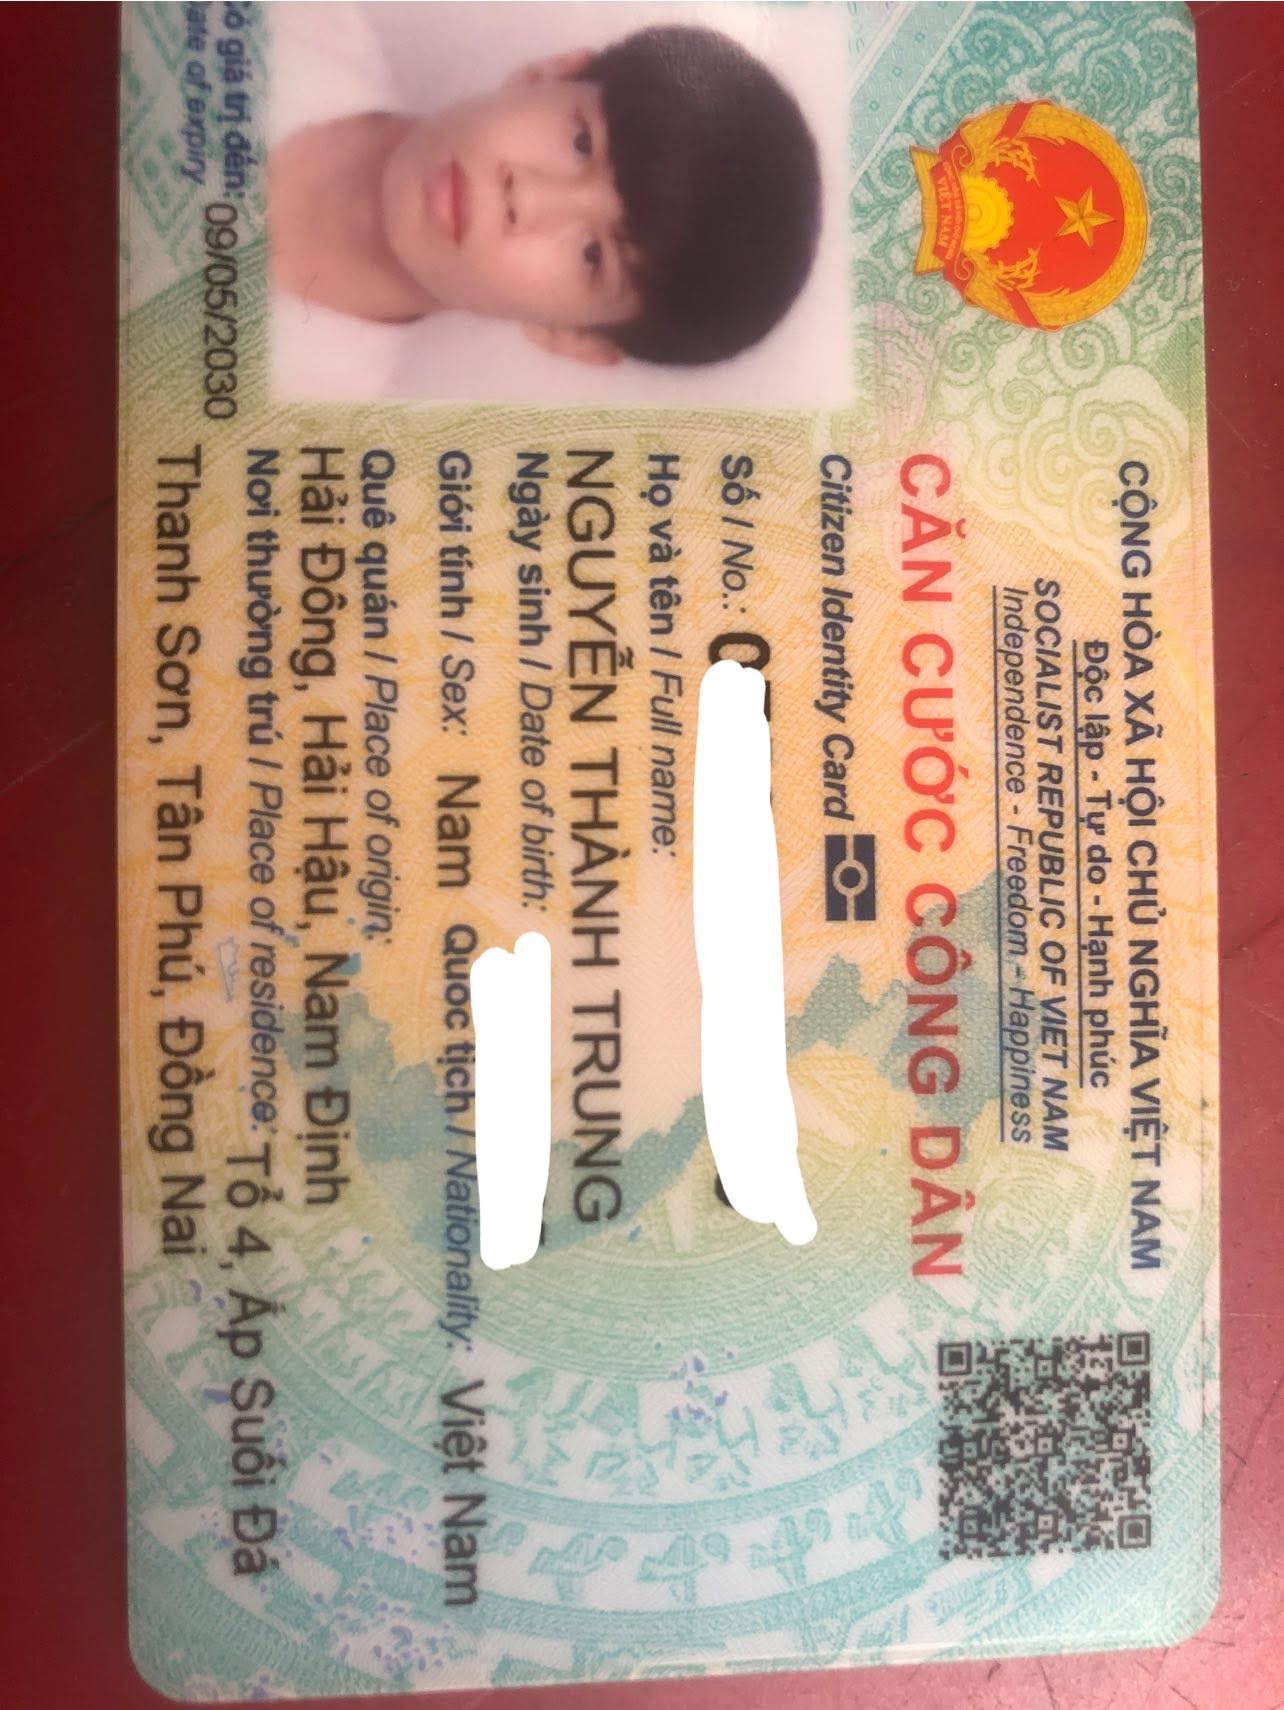 CỘNG HÒA XÃ HỘI CHỦ NGHĨA VIỆT NAM
Độc lập - Tự do - Hạnh phúc
SOCIALIST REPUBLIC OF VIET NAM
Independence - Freedom - Happiness
CĂN CƯỚC CÔNG DÂN
Citizen Identity Card
Số / No.:
Họ và tên / Full name:
NGUYỄN THÀNH TRUNG
Ngày sinh / Date of birth:
Giới tính / Sex: Nam Quốc tịch / Nationality: Việt Nam
Quê quán / Place of origin:
Hải Đông, Hải Hậu, Nam Định
Nơi thường trú / Place of residence: Tổ 4, Ấp Suối Đá
Thanh Sơn, Tân Phú, Đồng Nai
giá trị đến: 09/05/2030
of expiry
VIỆT NAM